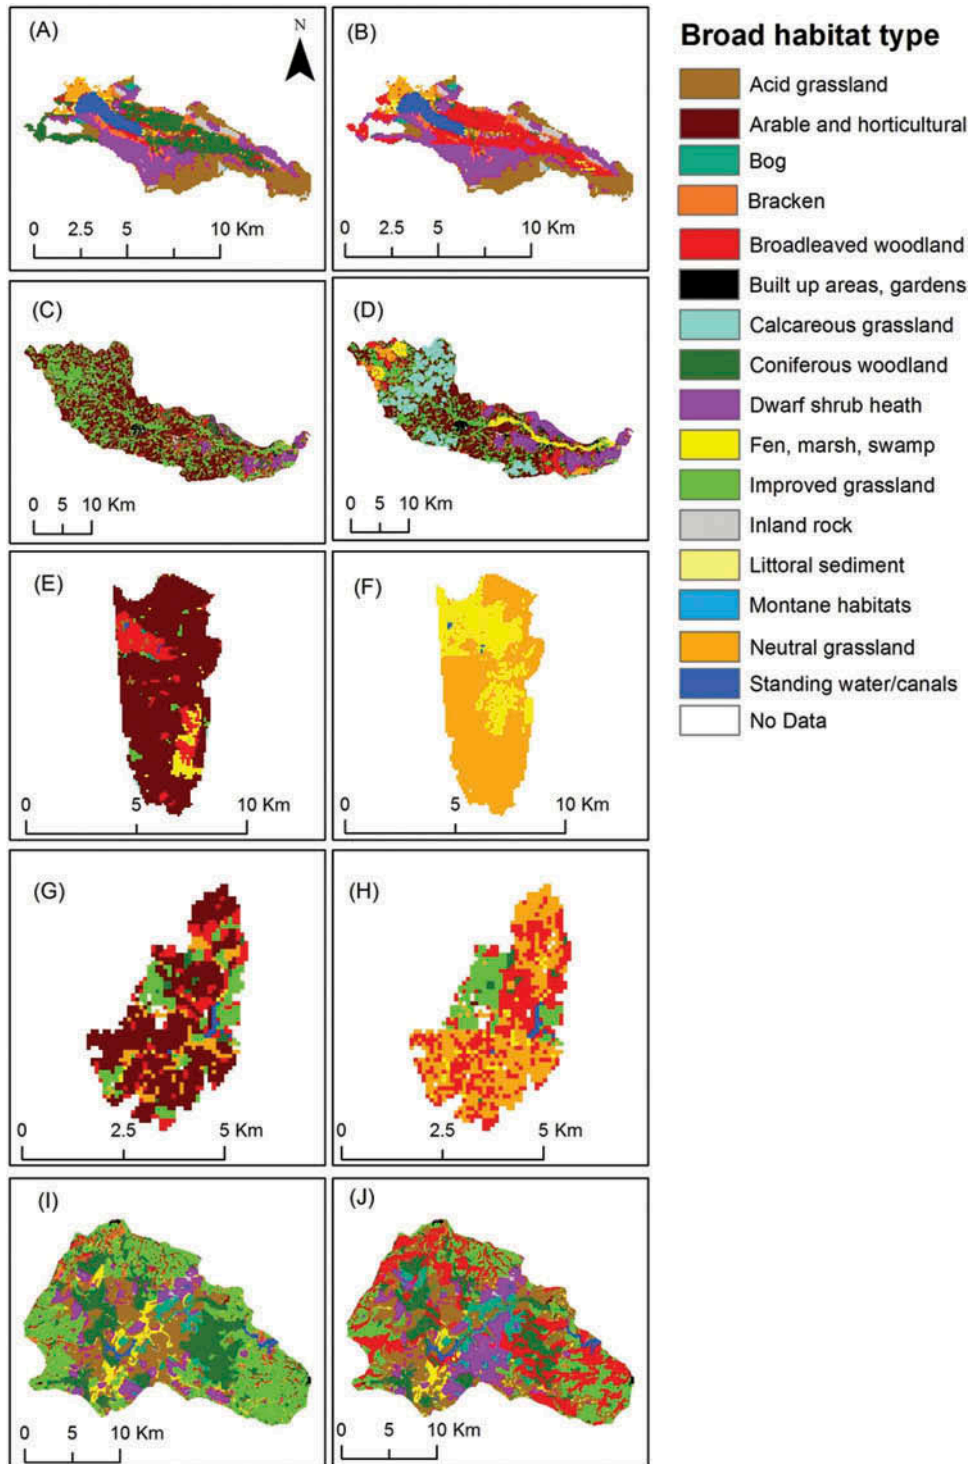 (A)
N
0 2.5 5 10 Km
(B)
0 2.5 5 10 Km
(C)
0 5 10 Km
(D)
0 5 10 Km
(E)
0 5 10 Km
(F)
0 5 10 Km
(G)
0 2.5 5 Km
(H)
0 2.5 5 Km
(I)
0 5 10 Km
(J)
0 5 10 Km
Broad habitat type
Acid grassland
Arable and horticultural
Bog
Bracken
Broadleaved woodland
Built up areas, gardens
Calcareous grassland
Coniferous woodland
Dwarf shrub heath
Fen, marsh, swamp
Improved grassland
Inland rock
Littoral sediment
Montane habitats
Neutral grassland
Standing water/canals
No Data